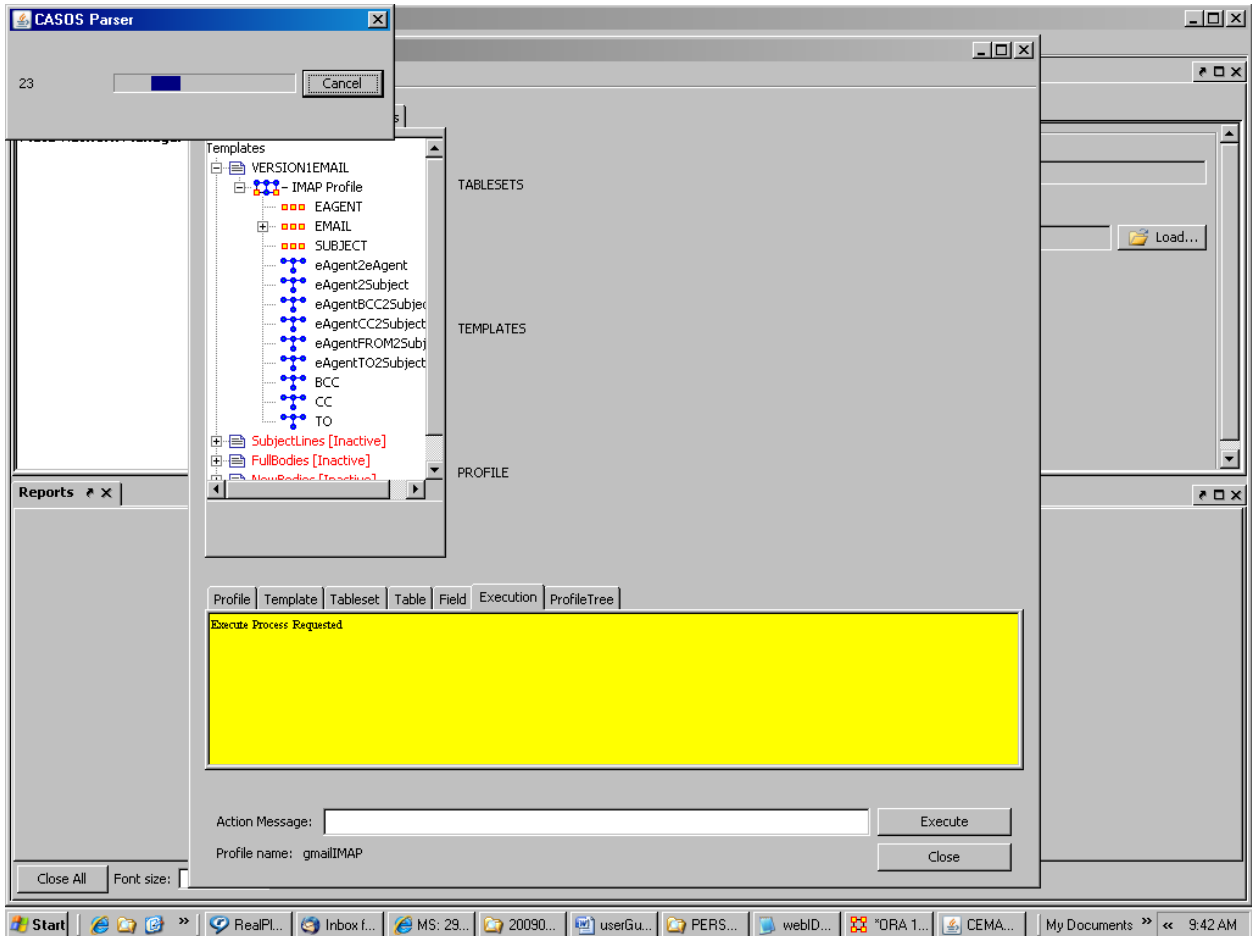 CASOS Parser
23
Cancel
s
Templates
VERSION1EMAIL
IMAP Profile
EAGENT
EMAIL
SUBJECT
eAgent2eAgent
eAgent2Subject
eAgentBCC2Subjec
eAgentCC2Subject
eAgentFROM2Subj
eAgentTO2Subject
BCC
CC
TO
SubjectLines [Inactive]
FullBodies [Inactive]
NewBodies [Inactive]
TABLESETS
TEMPLATES
PROFILE
Load...
Reports
Profile Template Tableset Table Field Execution ProfileTree
Execute Process Requested
Action Message:
Execute
Profile name: gmailIMAP
Close
Close All Font size:
Start » RealPl... Inbox f... MS: 29... 20090... userGu... PERS... webID... *ORA 1... CEMA... My Documents » « 9:42 AM